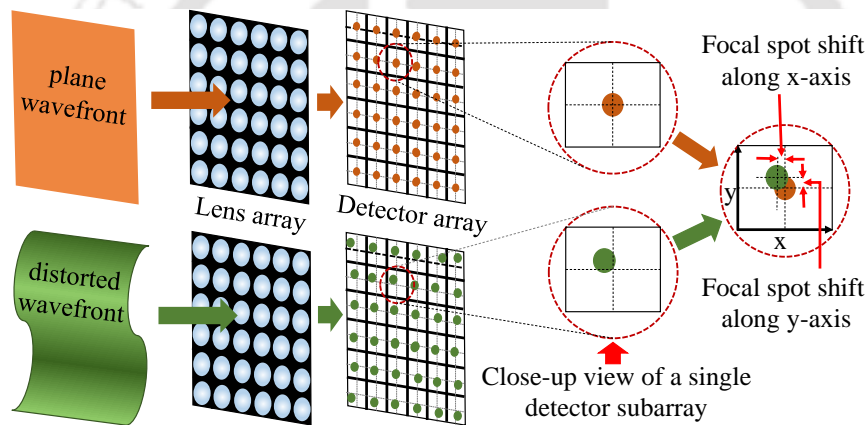 plane
wavefront
Lens array
Detector array
Focal spot shift
along x-axis
y
x
distorted
wavefront
Focal spot shift
along y-axis
Close-up view of a single
detector subarray